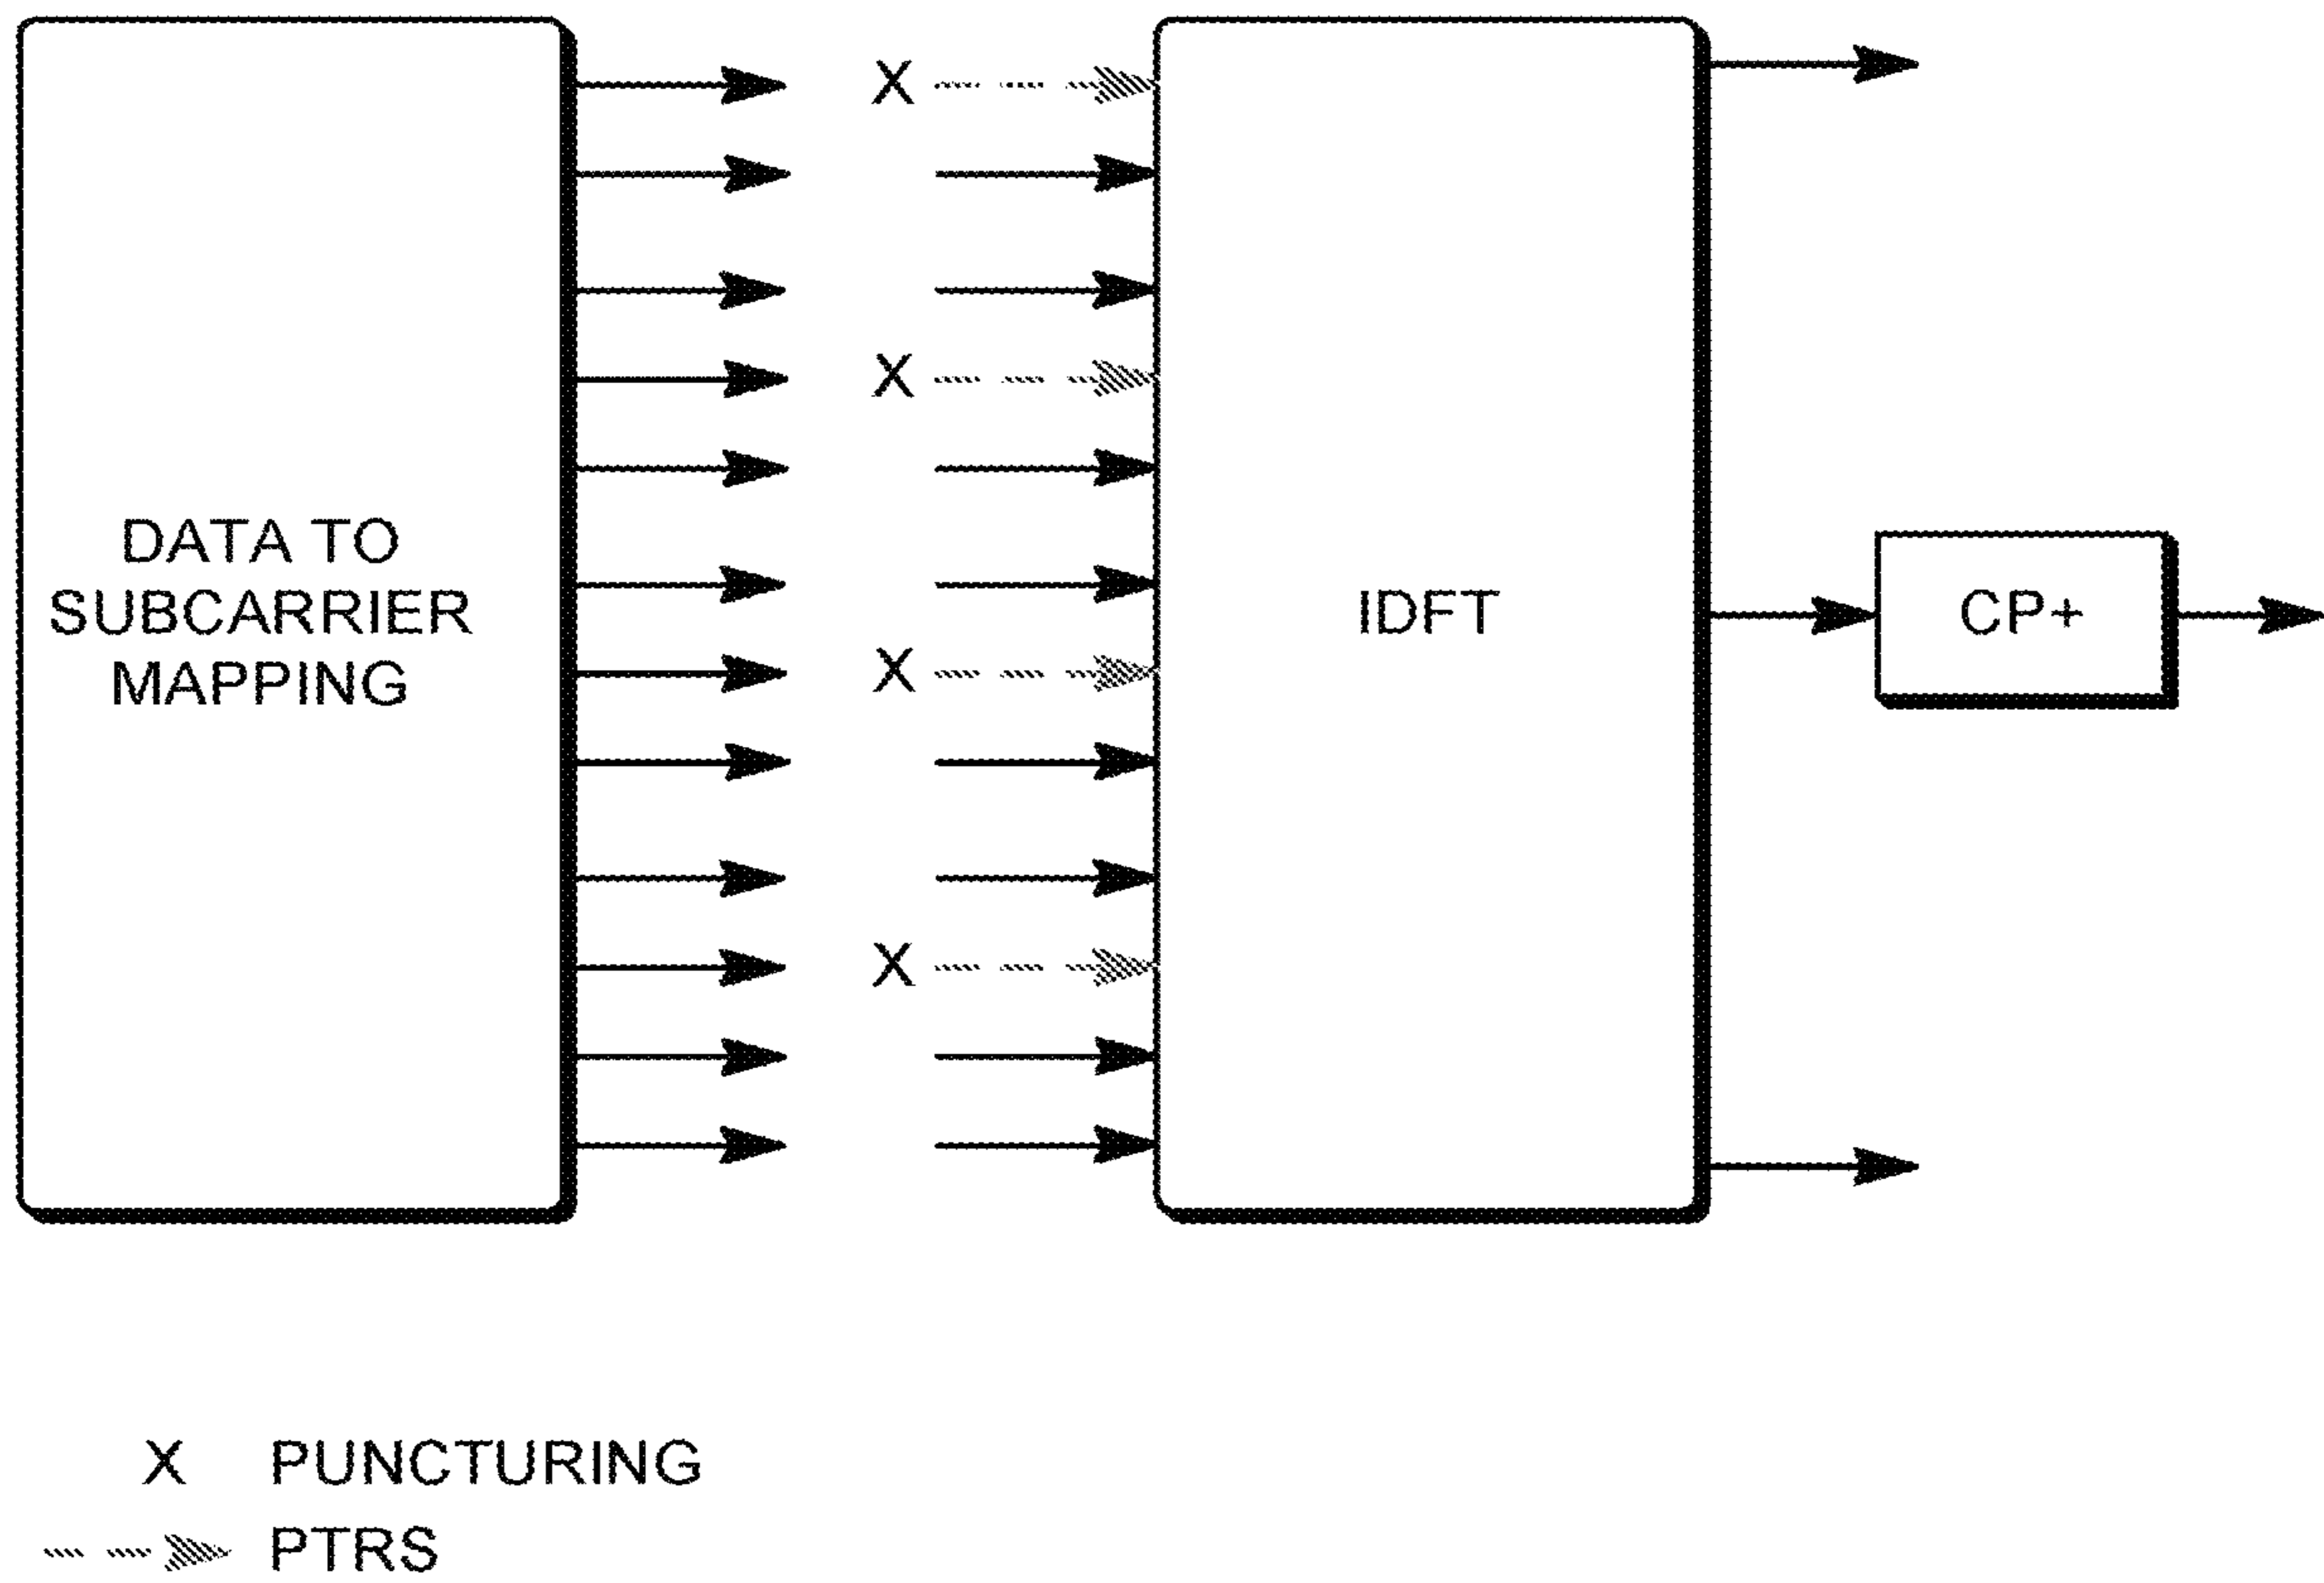 X
X
DATA TO
SUBCARRIER
MAPPING
IDFT
CP+
X
X
X PUNCTURING
PTRS